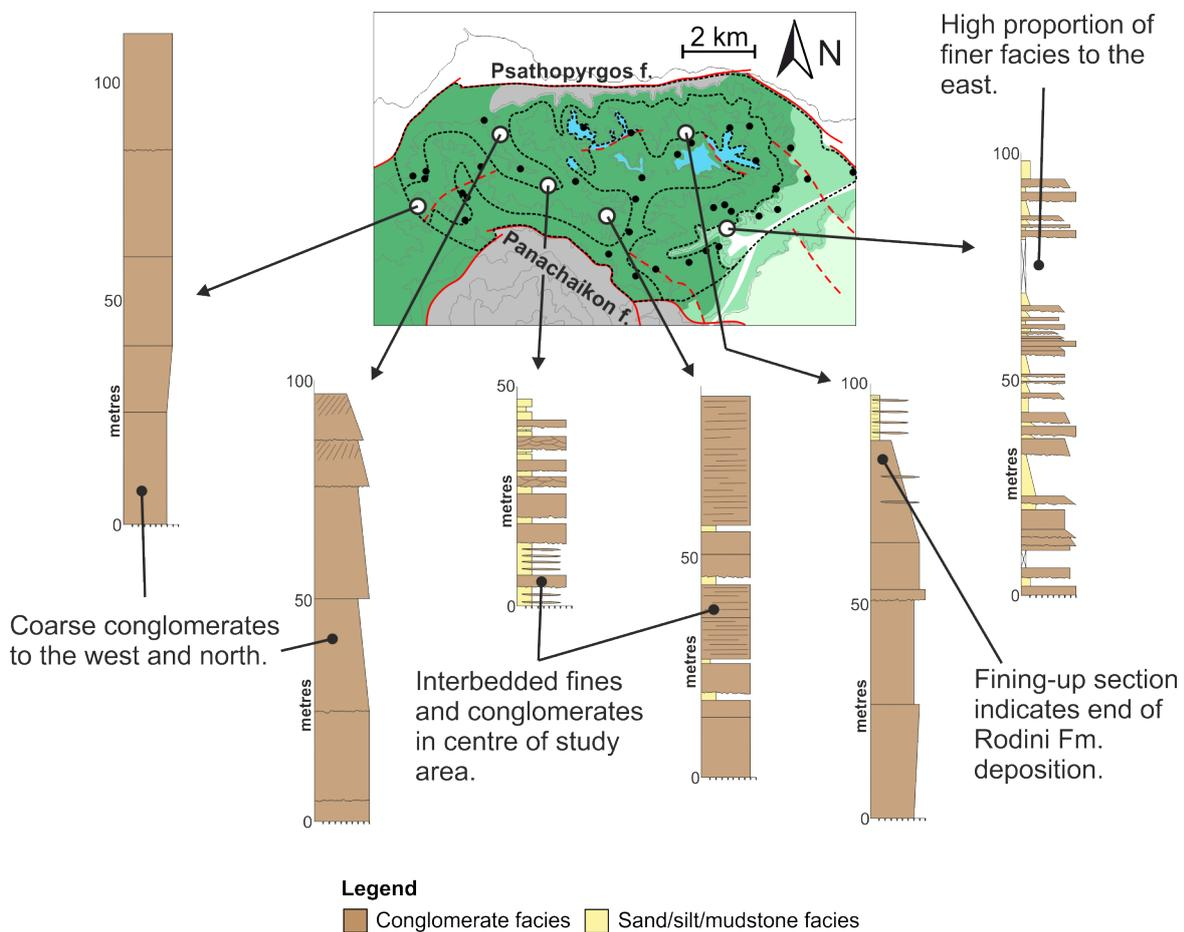 High proportion of
finer facies to the
east.
2 km
N
Psathopyrgos f.
Panachaikon f.
100
50
metres
0
100
50
metres
0
50
metres
0
50
metres
0
100
50
metres
0
100
50
metres
0
Coarse conglomerates
to the west and north.
Interbedded fines
and conglomerates
in centre of study
area.
Fining-up section
indicates end of
Rodini Fm.
deposition.
Legend
Conglomerate facies
Sand/silt/mudstone facies